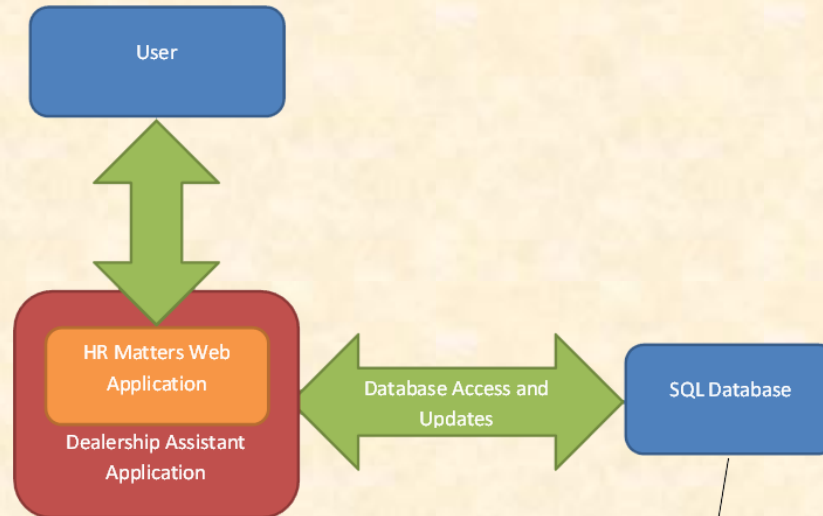 User
HR Matters Web
Application
Dealership Assistant
Application
Database Access and
Updates
SQL Database